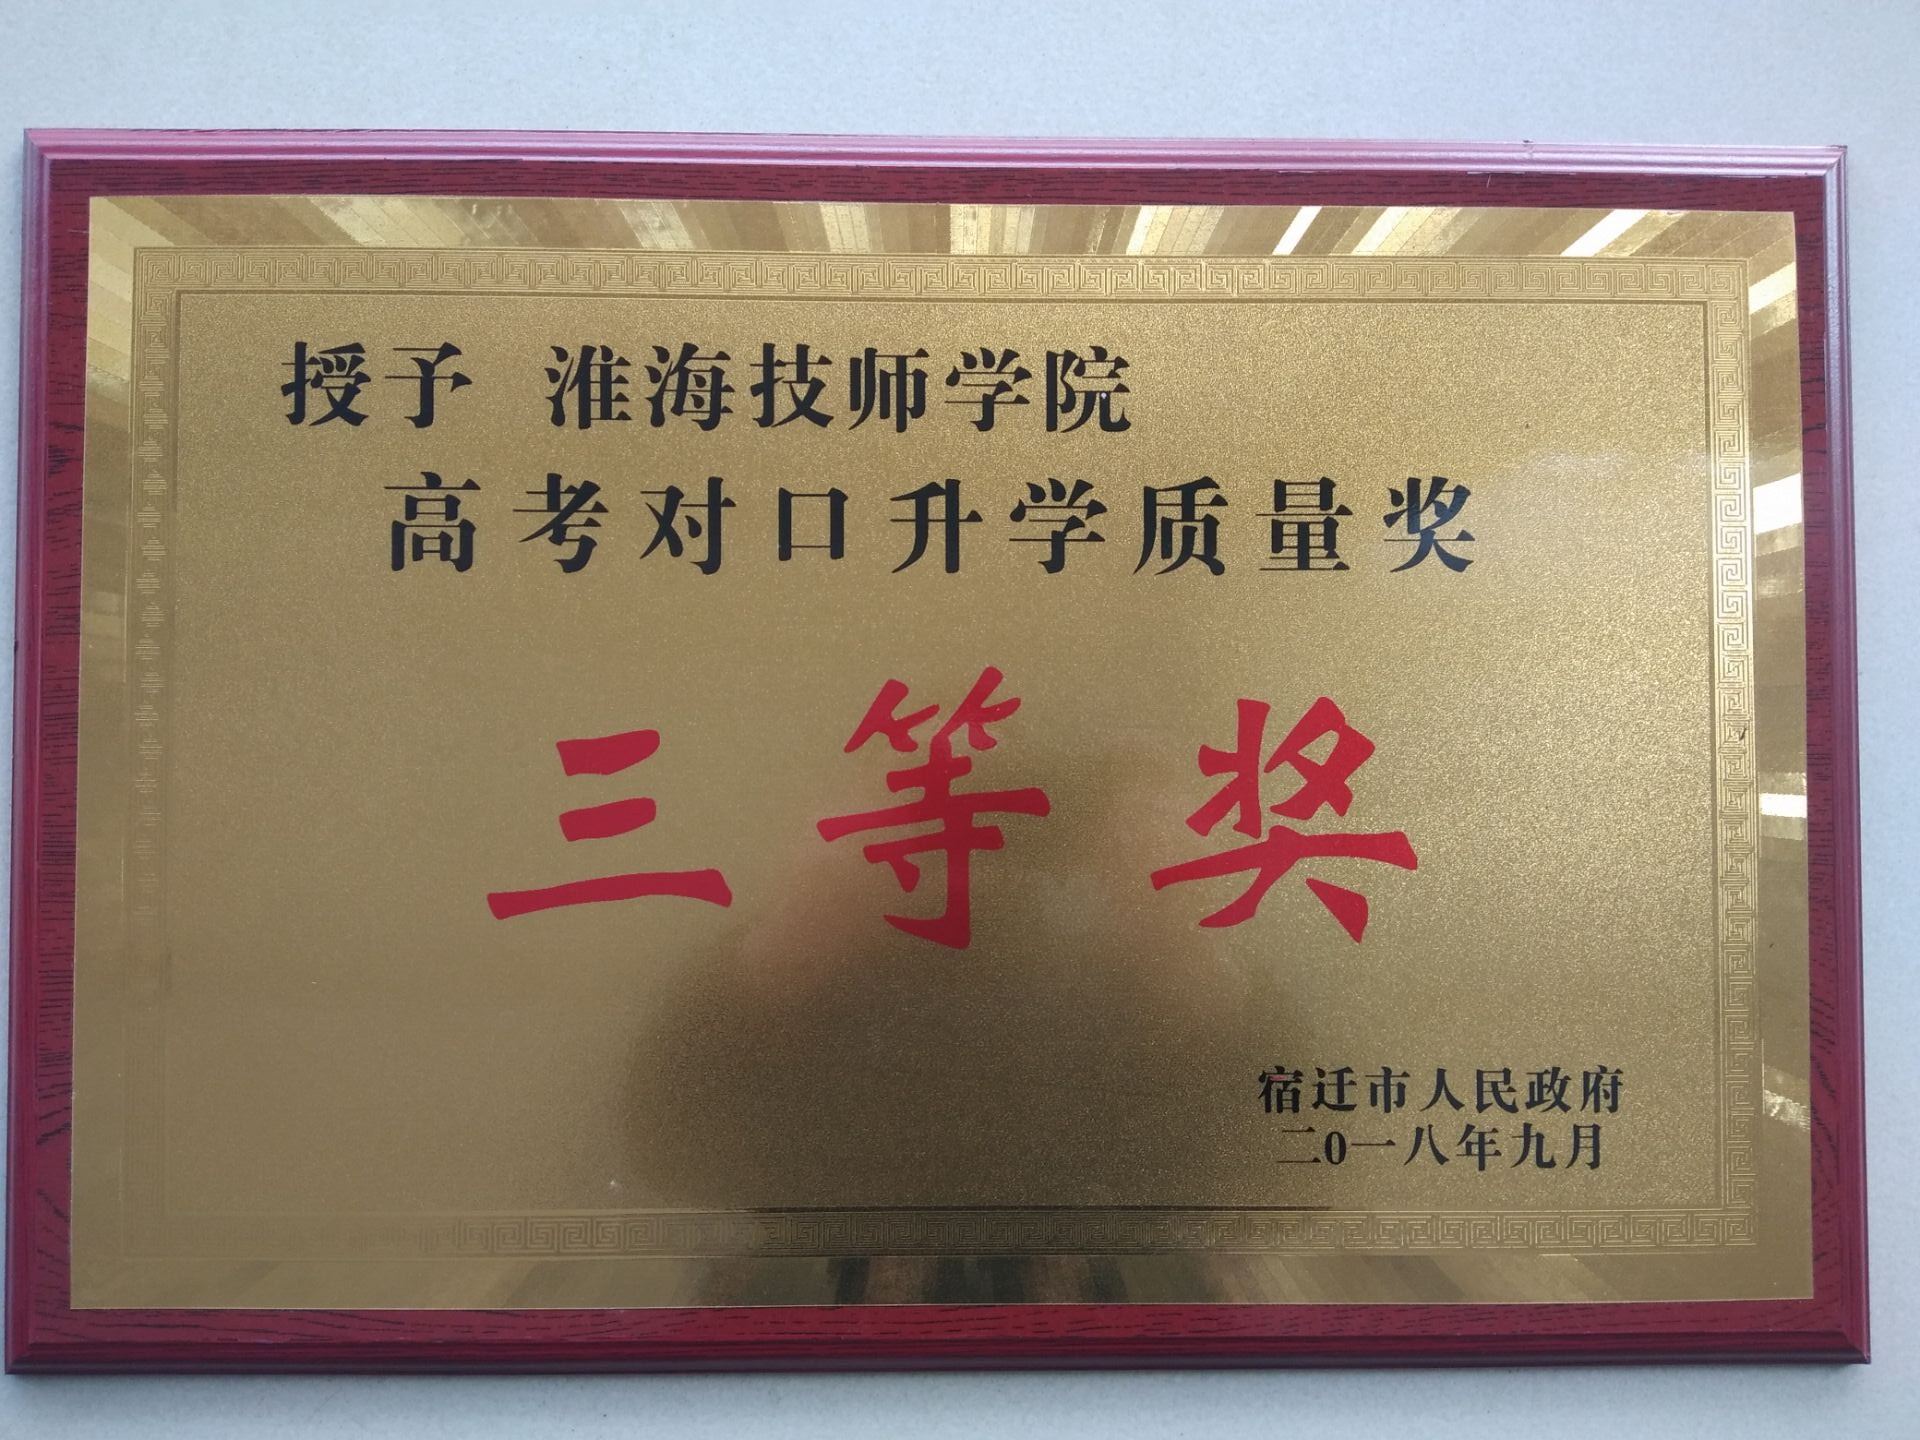 授予 淮海技师学院
高考对口升学质量奖
三等奖
宿迁市人民政府
二0一八年九月